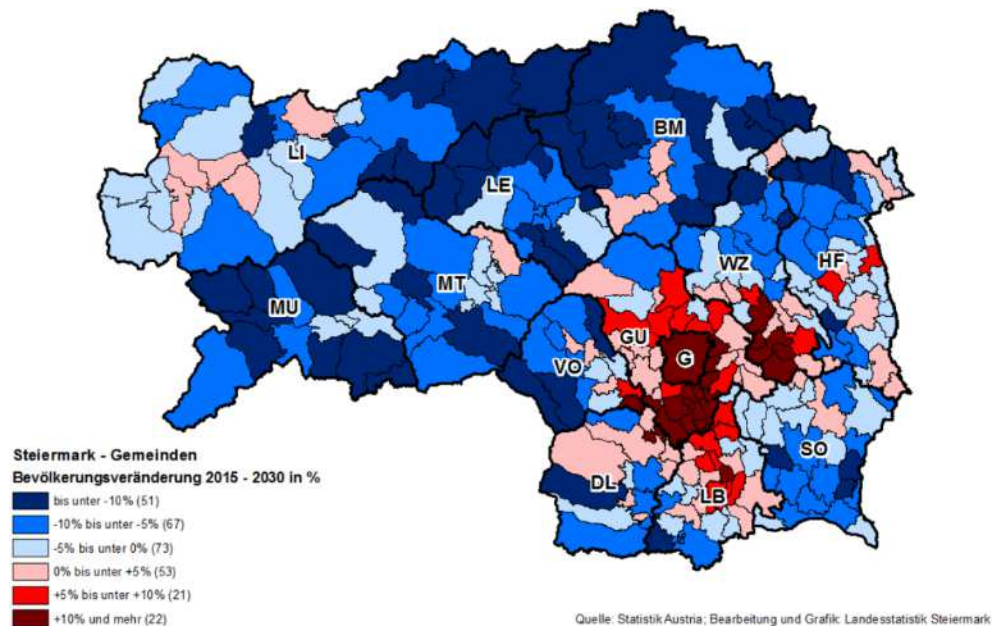 BM
LI
LE
WZ
HF
MT
MU
GU
G
VO
SO
DL
LB
Steiermark - Gemeinden
Bevölkerungsveränderung 2015 - 2030 in %
bis unter -10% (51)
-10% bis unter -5% (67)
-5% bis unter 0% (73)
0% bis unter +5% (53)
+5% bis unter +10% (21)
+10% und mehr (22)
Quelle: Statistik Austria; Bearbeitung und Grafik: Landesstatistik Steiermark